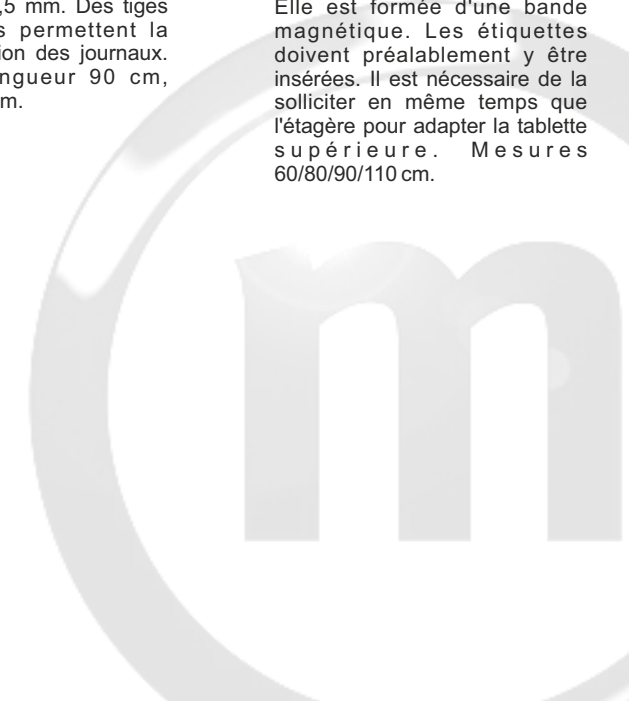 ,5 mm. Des tiges
s permettent la
ion des journaux.
ngueur 90 cm,
m.
Elle est formée d'une bande
magnétique. Les étiquettes
doivent préalablement y être
insérées. Il est nécessaire de la
solliciter en même temps que
l'étagère pour adapter la tablette
supérieure. Mesures
60/80/90/110 cm.
m